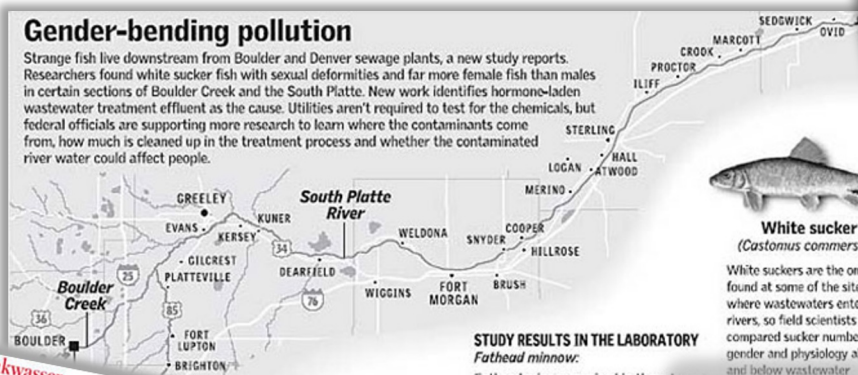 Gender-bending pollution
Strange fish live downstream from Boulder and Denver sewage plants, a new study reports.
Researchers found white sucker fish with sexual deformities and far more female fish than males
in certain sections of Boulder Creek and the South Platte. New work identifies hormone-laden
wastewater treatment effluent as the cause. Utilities aren't required to test for the chemicals, but
federal officials are supporting more research to learn where the contaminants come
from, how much is cleaned up in the treatment process and whether the contaminated
river water could affect people.
SEDGWICK
OVID
MARCOTT
CROOK
PROCTOR
ILIFF
STERLING
HALL
LOGAN
ATWOOD
MERINO
GREELEY
South Platte
River
EVANS
KUNER
KERSEY
34
WELDONA
COOPER
SNYDER
HILLROSE
GILCREST
PLATTEVILLE
25
DEARFIELD
76
WIGGINS
FORT
MORGAN
BRUSH
Boulder
Creek
85
36
BOULDER
FORT
LUPTON
BRIGHTON
White sucker
(Castomus commers
White suckers are the on
found at some of the site
where wastewaters ente
rivers, so field scientists
compared sucker numbe
gender and physiology a
and below wastewater
STUDY RESULTS IN THE LABORATORY
Fathead minnow:
kwasser